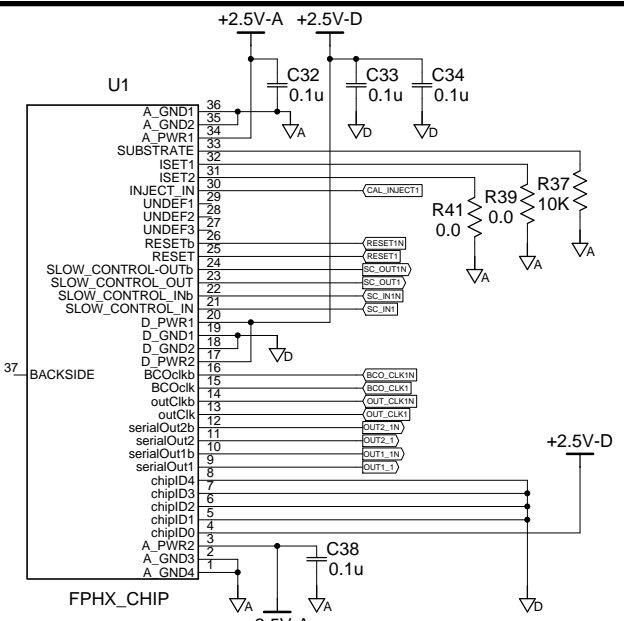 +2.5V-A +2.5V-D
C32
0.1u
C33
0.1u
C34
0.1u
U1
A_GND1 36
A_GND2 35
A_PWR1 34
SUBSTRATE 33
ISET1 32
ISET2 31
INJECT_IN 30 CAL_INJECT1
UNDEF1 29
UNDEF2 28
UNDEF3 27
RESETb 26 RESET1N
RESET 25 RESET1
SLOW_CONTROL-OUTb 24 SC_OUT1N
SLOW_CONTROL_OUT 23 SC_OUT1
SLOW_CONTROL_INb 22 SC_IN1N
SLOW_CONTROL_IN 21 SC_IN1
D_PWR1 20
D_GND1 19
D_GND2 18
D_PWR2 17
BCOclkb 16 BCO_CLK1N
BCOclk 15 BCO_CLK1
outClkb 14 OUT_CLK1N
outClk 13 OUT_CLK1
serialOut2b 12 OUT2_1N
serialOut2 11 OUT2_1
serialOut1b 10 OUT1_1N
serialOut1 9 OUT1_1
chipID4 8
chipID3 7
chipID2 6
chipID1 5
chipID0 4
A_PWR2 3
A_GND3 2
A_GND4 1
37 BACKSIDE
FPHX_CHIP
A
D
D
R41
0.0
R39
0.0
R37
10K
A
A
A
D
+2.5V-D
C38
0.1u
A
A
D